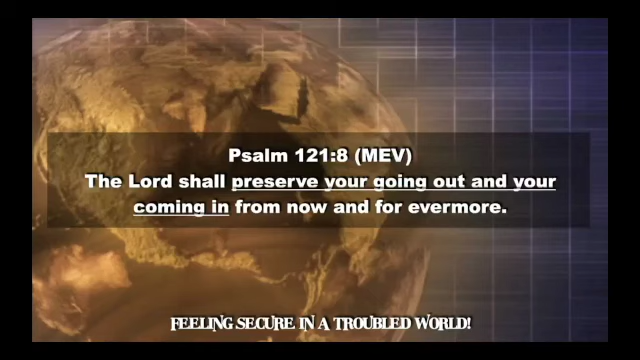 Psalm 121:8 (MEV)
The Lord shall preserve your going out and your
coming in from now and for evermore.
FEELING SECURE IN A TROUBLED WORLD!